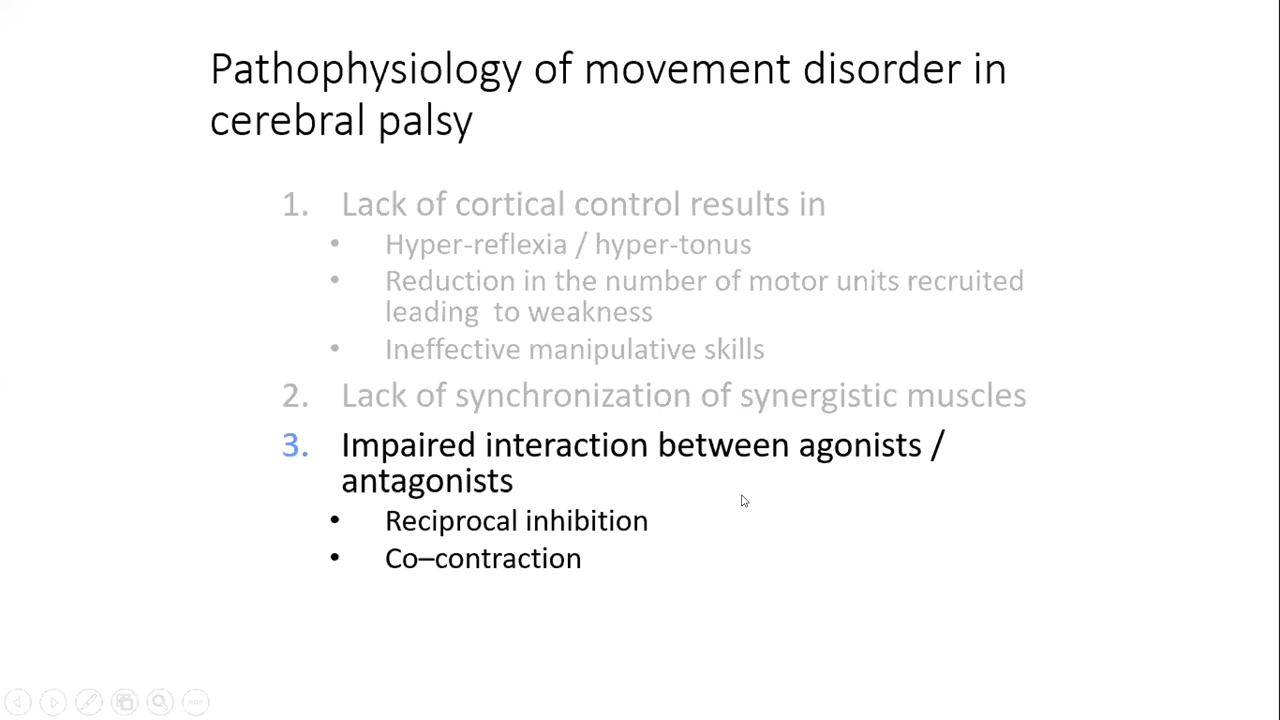 Pathophysiology of movement disorder in
cerebral palsy
1. Lack of cortical control results in
• Hyper-reflexia / hyper-tonus
• Reduction in the number of motor units recruited
leading  to weakness
• Ineffective manipulative skills
2. Lack of synchronization of synergistic muscles
3. Impaired interaction between agonists /
antagonists
• Reciprocal inhibition
• Co–contraction